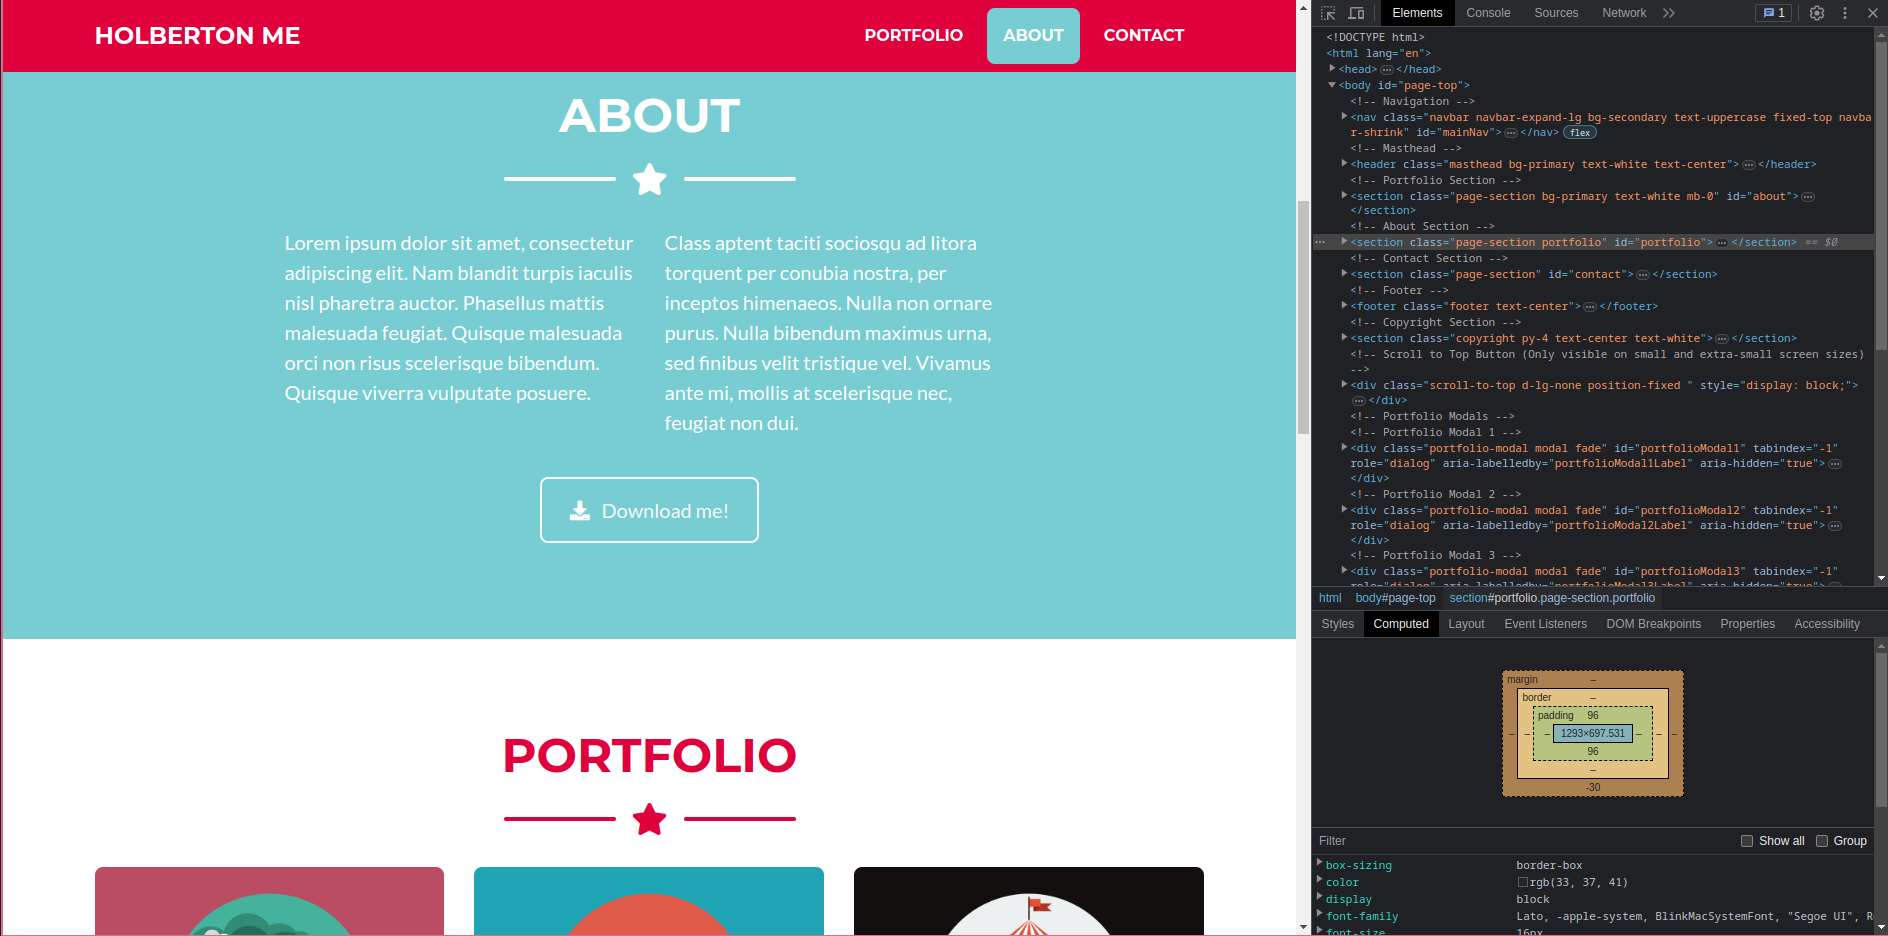 HOLBERTON ME
PORTFOLIO
ABOUT
CONTACT
ABOUT
Lorem ipsum dolor sit amet, consectetur
adipiscing elit. Nam blandit turpis iaculis
nisl pharetra auctor. Phasellus mattis
malesuada feugiat. Quisque malesuada
orci non risus scelerisque bibendum.
Quisque viverra vulputate posuere.
Class aptent taciti sociosqu ad litora
torquent per conubia nostra, per
inceptos himenaeos. Nulla non ornare
purus. Nulla bibendum maximus urna,
sed finibus velit tristique vel. Vivamus
ante mi, mollis at scelerisque nec,
feugiat non dui.
Download me!
PORTFOLIO
Elements Console Sources Network 1
<!DOCTYPE html>
<html lang="en">
<head>…</head>
<body id="page-top">
<!-- Navigation -->
<nav class="navbar navbar-expand-lg bg-secondary text-uppercase fixed-top navba
r-shrink" id="mainNav">…</nav> flex
<!-- Masthead -->
<header class="masthead bg-primary text-white text-center">…</header>
<!-- Portfolio Section -->
<section class="page-section bg-primary text-white mb-0" id="about">…
</section>
<!-- About Section -->
<section class="page-section portfolio" id="portfolio">…</section> == $0
<!-- Contact Section -->
<section class="page-section" id="contact">…</section>
<!-- Footer -->
<footer class="footer text-center">…</footer>
<!-- Copyright Section -->
<section class="copyright py-4 text-center text-white">…</section>
<!-- Scroll to Top Button (Only visible on small and extra-small screen sizes)
-->
<div class="scroll-to-top d-lg-none position-fixed " style="display: block;">
…</div>
<!-- Portfolio Modals -->
<!-- Portfolio Modal 1 -->
<div class="portfolio-modal modal fade" id="portfolioModal1" tabindex="-1"
role="dialog" aria-labelledby="portfolioModal1Label" aria-hidden="true">…
</div>
<!-- Portfolio Modal 2 -->
<div class="portfolio-modal modal fade" id="portfolioModal2" tabindex="-1"
role="dialog" aria-labelledby="portfolioModal2Label" aria-hidden="true">…
</div>
<!-- Portfolio Modal 3 -->
<div class="portfolio-modal modal fade" id="portfolioModal3" tabindex="-1"
role="dialog" aria-labelledby="portfolioModal3Label" aria-hidden="true">…
html body#page-top section#portfolio.page-section.portfolio
Styles Computed Layout Event Listeners DOM Breakpoints Properties Accessibility
margin –
border –
padding 96
– – – 1293×697.531 – – –
96
–
-30
Filter Show all Group
box-sizing border-box
color rgb(33, 37, 41)
display block
font-family Lato, -apple-system, BlinkMacSystemFont, "Segoe UI", R
font-size 16px